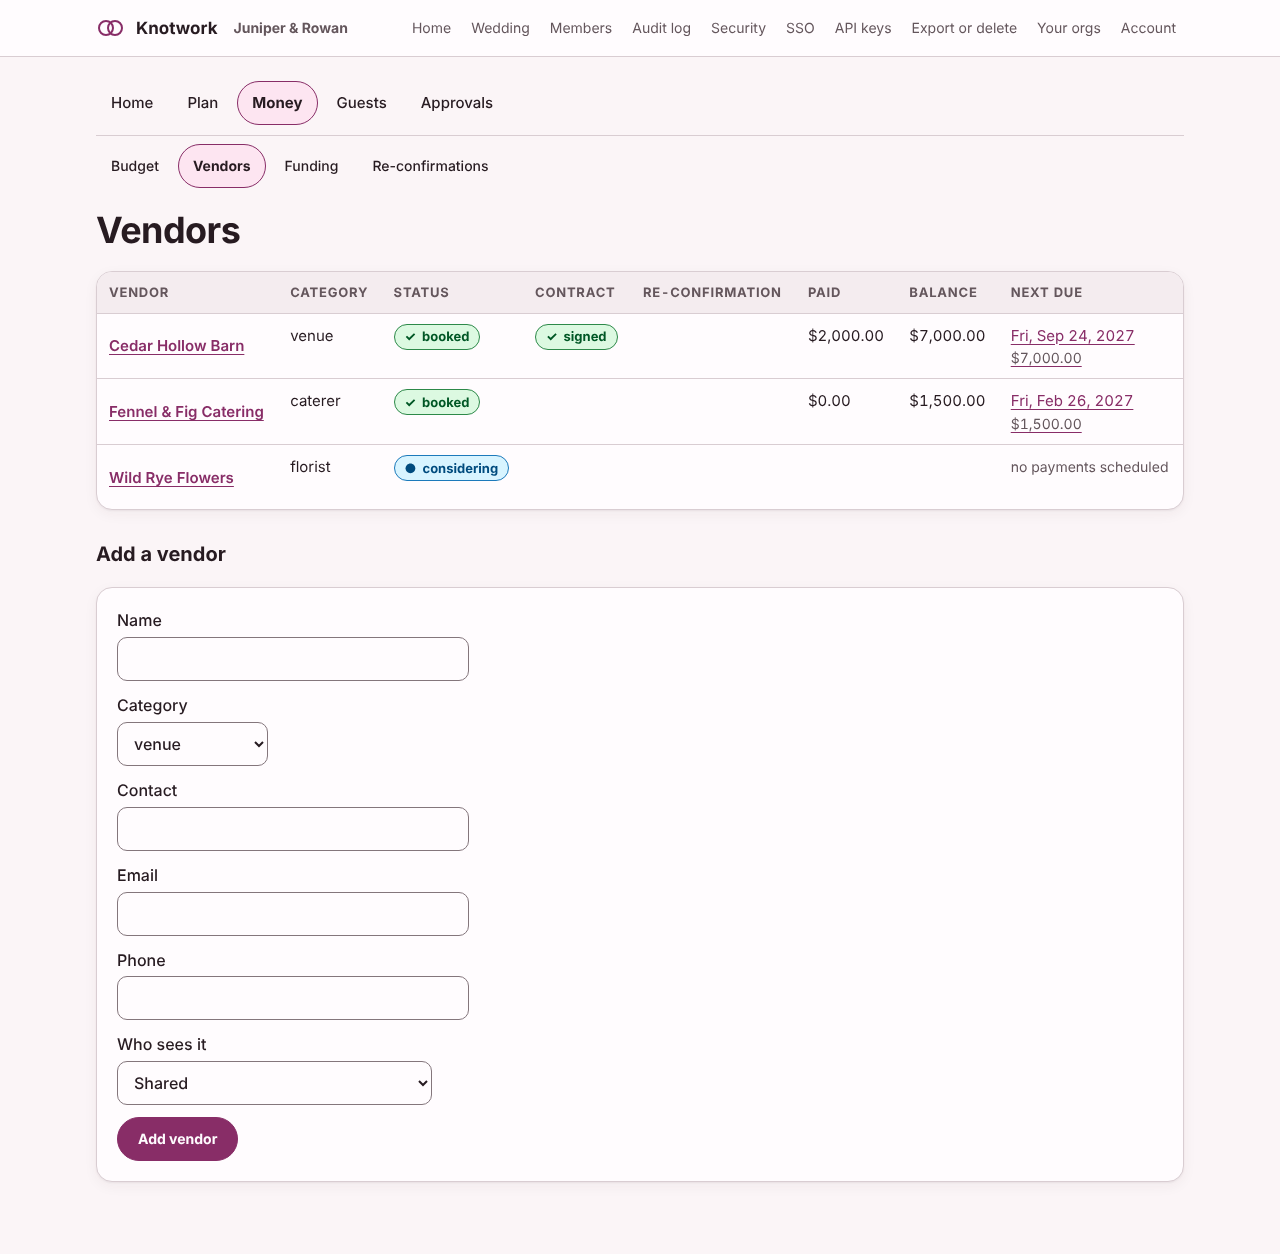 Knotwork Juniper & Rowan Home Wedding Members Audit log Security SSO API keys Export or delete Your orgs Account
Home Plan Money Guests Approvals
Budget Vendors Funding Re-confirmations
Vendors
VENDOR CATEGORY STATUS CONTRACT RE-CONFIRMATION PAID BALANCE NEXT DUE
Cedar Hollow Barn venue ✓ booked ✓ signed $2,000.00 $7,000.00 Fri, Sep 24, 2027
$7,000.00
Fennel & Fig Catering caterer ✓ booked $0.00 $1,500.00 Fri, Feb 26, 2027
$1,500.00
Wild Rye Flowers florist considering no payments scheduled
Add a vendor
Name
Category
venue
Contact
Email
Phone
Who sees it
Shared
Add vendor